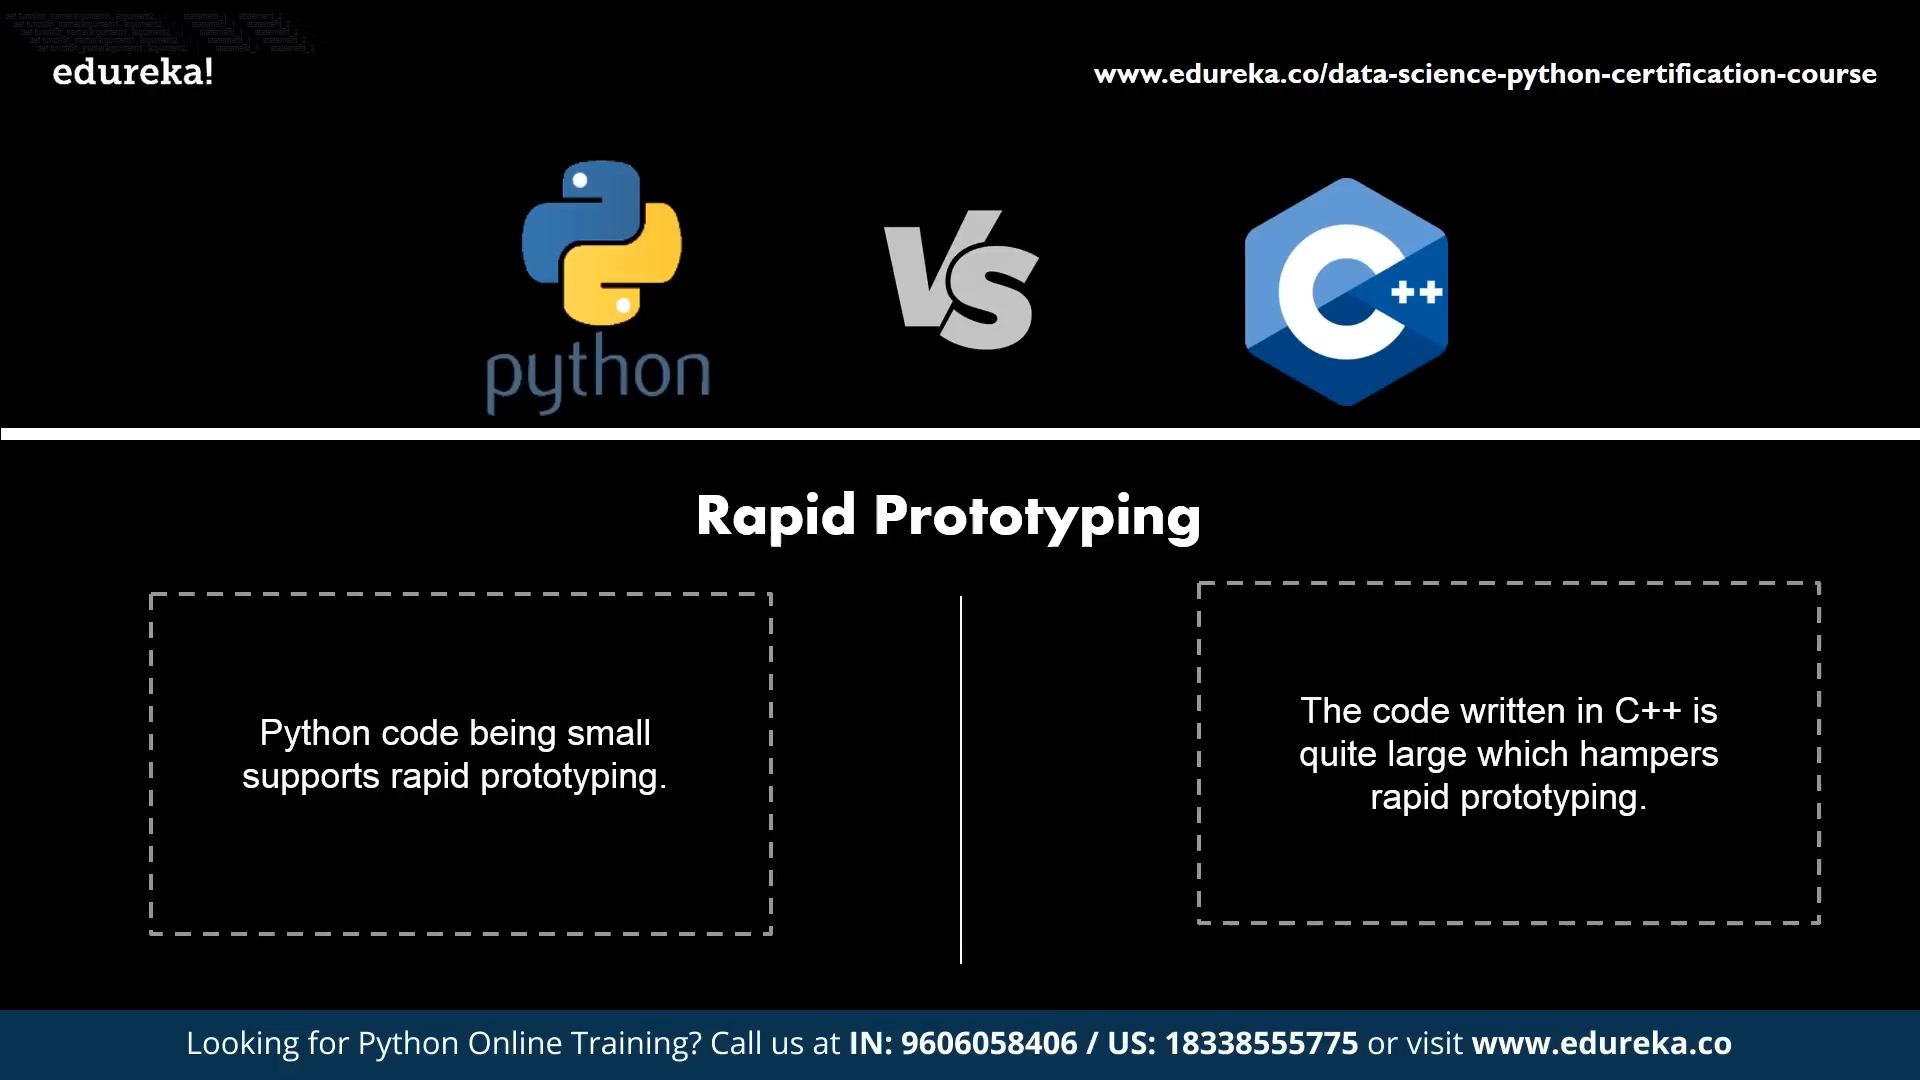 edureka!
www.edureka.co/data-science-python-certification-course
python
VS
C++
Rapid Prototyping
Python code being small
supports rapid prototyping.
The code written in C++ is
quite large which hampers
rapid prototyping.
Looking for Python Online Training? Call us at IN: 9606058406 / US: 18338555775 or visit www.edureka.co